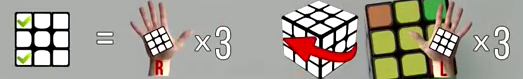 = R ×3 L ×3